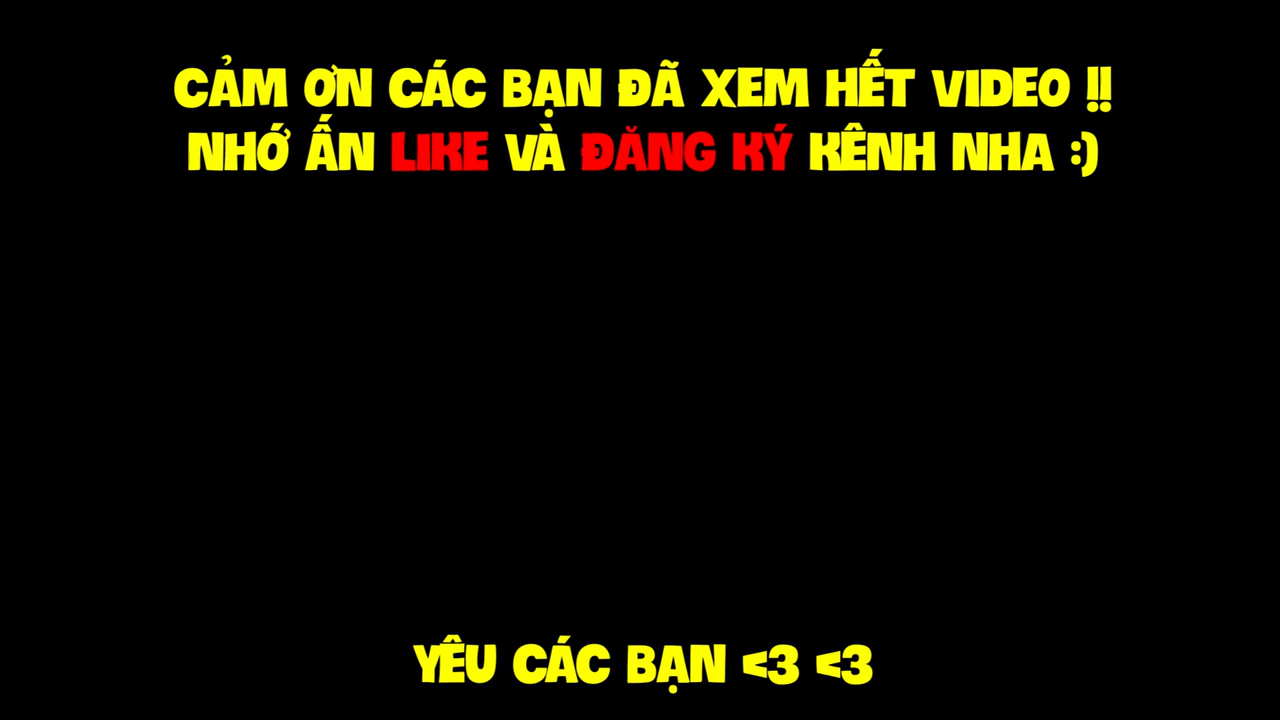 CẢM ƠN CÁC BẠN ĐÃ XEM HẾT VIDEO !!
NHỚ ẤN LIKE VÀ ĐĂNG KÝ KÊNH NHA :)
YÊU CÁC BẠN <3 <3